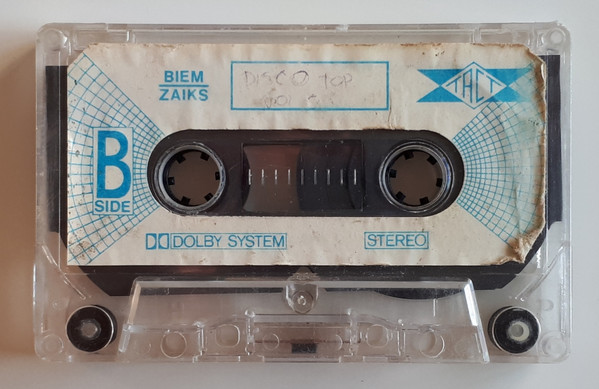 BIEM
ZAIKS
DISCO TOP
TACT
B
SIDE
DOLBY SYSTEM
STEREO